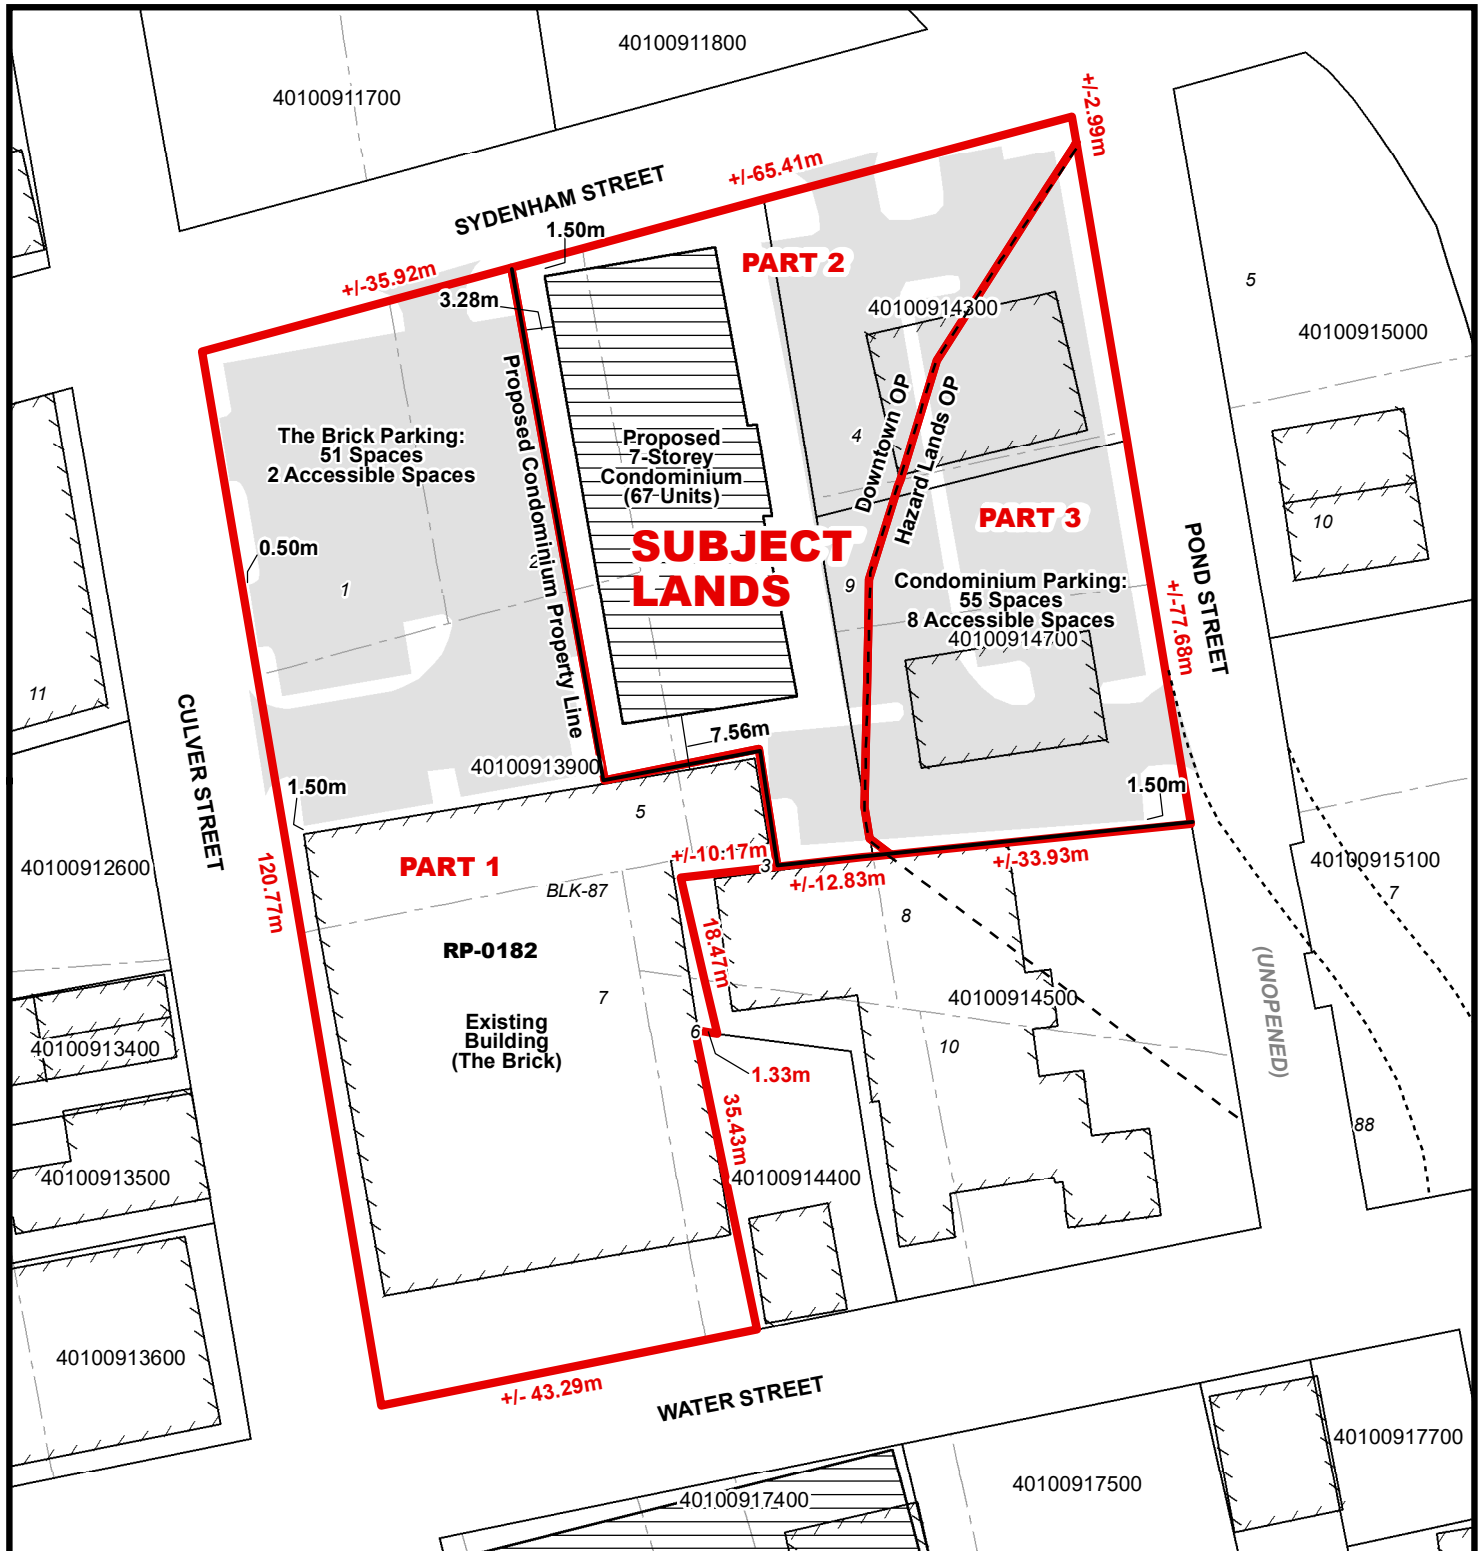 40100911800
40100911700
+/-2.99m
+/-65.41m
SYDENHAM STREET
1.50m
PART 2
+/-35.92m
3.28m
5
40100914300
40100915000
Proposed Condominium Property Line
Downtown OP
Hazard Lands OP
The Brick Parking:
51 Spaces
2 Accessible Spaces
Proposed
7-Storey
Condominium
(67 Units)
4
PART 3
10
SUBJECT
LANDS
0.50m
2
1
9
Condominium Parking:
55 Spaces
8 Accessible Spaces
40100914700
POND STREET
+/-77.68m
11
CULVER STREET
7.56m
40100913900
1.50m
1.50m
5
+/-10.17m
3
+/-33.93m
40100915100
40100912600
PART 1
+/-12.83m
7
120.77m
BLK-87
8
RP-0182
18.47m
(UNOPENED)
7
40100914500
Existing
Building
(The Brick)
6
10
40100913400
1.33m
35.43m
88
40100913500
40100914400
40100913600
+/- 43.29m
WATER STREET
40100917700
40100917500
40100917400